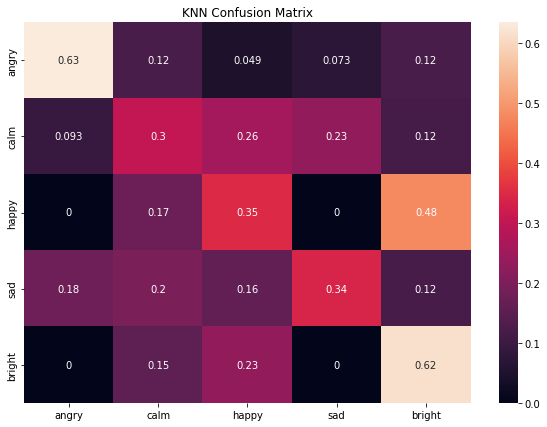 KNN Confusion Matrix
angry 0.63 0.12 0.049 0.073 0.12
calm 0.093 0.3 0.26 0.23 0.12
happy 0 0.17 0.35 0 0.48
sad 0.18 0.2 0.16 0.34 0.12
bright 0 0.15 0.23 0 0.62
angry calm happy sad bright
0.6
0.5
0.4
0.3
0.2
0.1
0.0